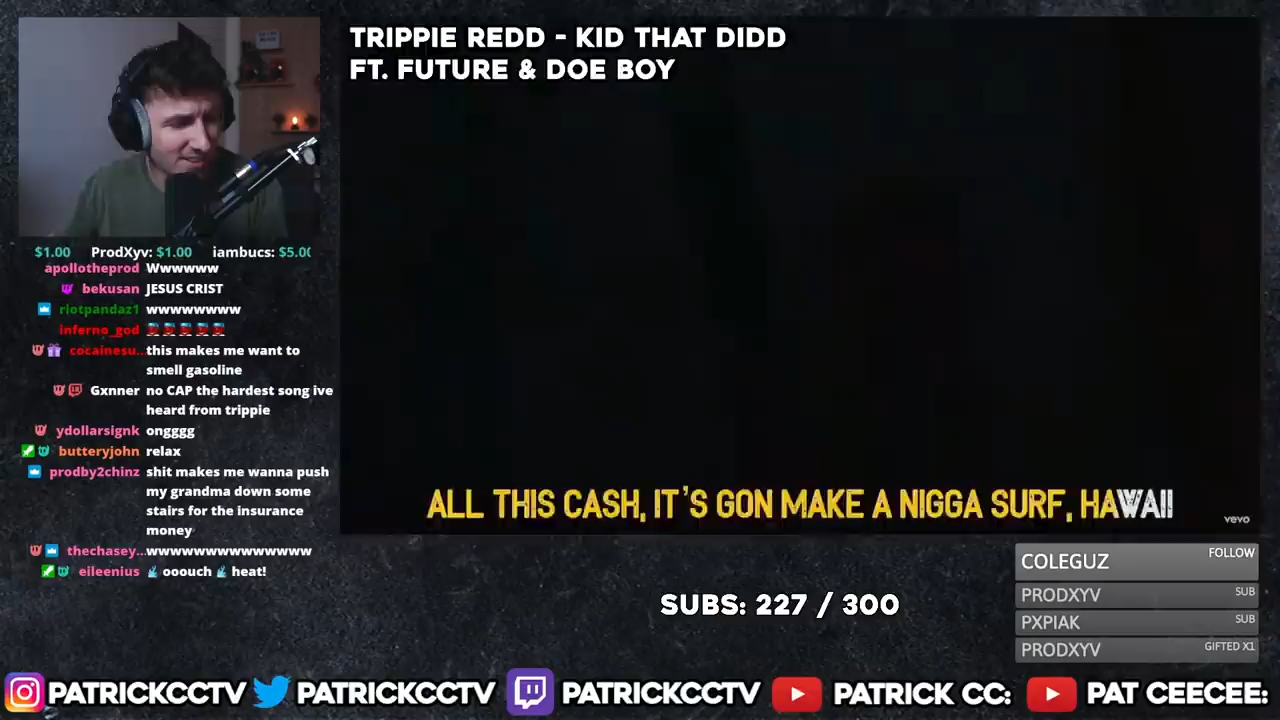 TRIPPIE REDD - KID THAT DIDD
FT. FUTURE & DOE BOY
$1.00 ProdXyv: $1.00 iambucs: $5.00
apollotheprod Wwwwww
bekusan JESUS CRIST
riotpandaz1 wwwwwwww
inferno_god
cocainesu... this makes me want to
smell gasoline
Gxnner no CAP the hardest song ive
heard from trippie
ydollarsignk ongggg
butteryjohn relax
prodby2chinz shit makes me wanna push
my grandma down some
stairs for the insurance
money
thechasey... wwwwwwwwwwwwww
eileenius ooouch heat!
ALL THIS CASH, IT'S GON MAKE A NIGGA SURF, HAWAII
vevo
COLEGUZ FOLLOW
PRODXYV SUB
PXPIAK SUB
PRODXYV GIFTED X1
SUBS: 227 / 300
PATRICKCCTV PATRICKCCTV PATRICKCCTV PATRICK CC: PAT CEECEE: